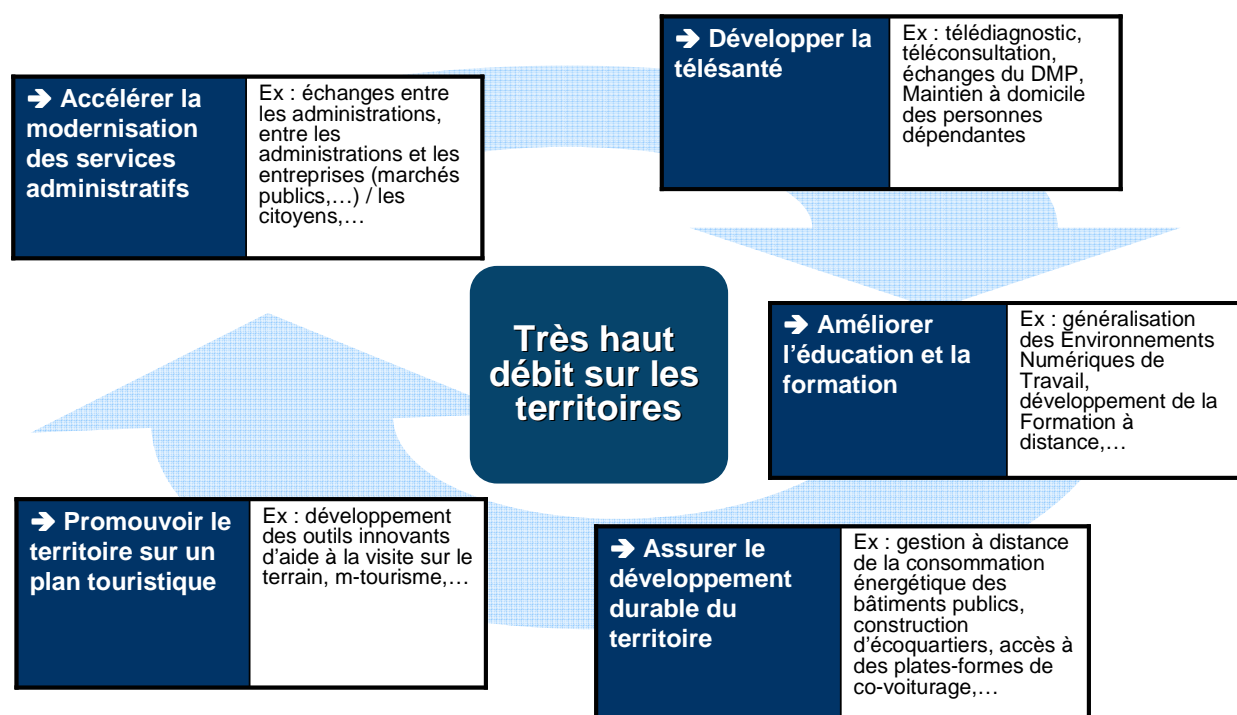 ➔ Accélérer la
modernisation
des services
administratifs
Ex : échanges entre
les administrations,
entre les
administrations et les
entreprises (marchés
publics,…) / les
citoyens,…
➔ Développer la
télésanté
Ex : télédiagnostic,
téléconsultation,
échanges du DMP,
Maintien à domicile
des personnes
dépendantes
Très haut
débit sur les
territoires
➔ Améliorer
l’éducation et la
formation
Ex : généralisation
des Environnements
Numériques de
Travail,
développement de la
Formation à
distance,…
➔ Promouvoir le
territoire sur un
plan touristique
Ex : développement
des outils innovants
d’aide à la visite sur le
terrain, m-tourisme,…
➔ Assurer le
développement
durable du
territoire
Ex : gestion à distance
de la consommation
énergétique des
bâtiments publics,
construction
d’écoquartiers, accès à
des plates-formes de
co-voiturage,…